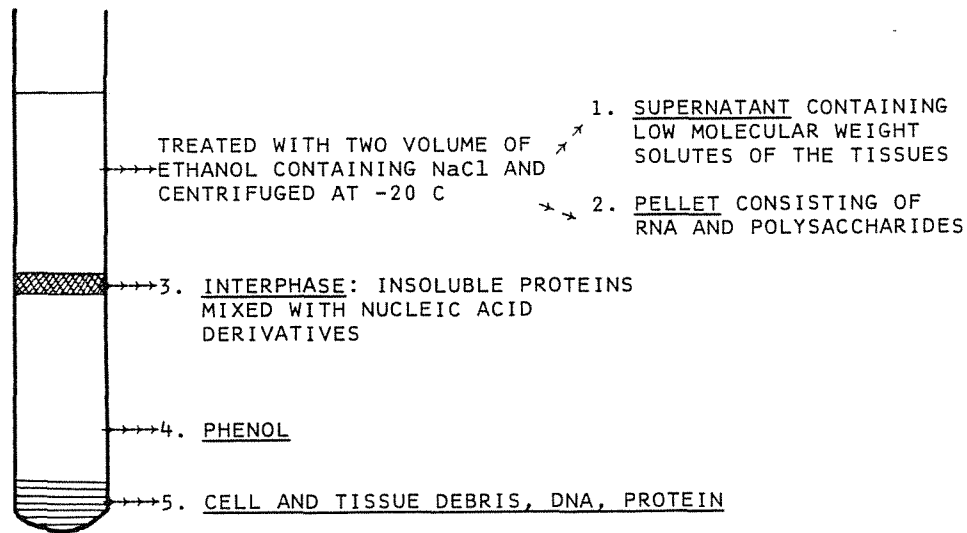 TREATED WITH TWO VOLUME OF
ETHANOL CONTAINING NaCl AND
CENTRIFUGED AT -20 C
1. SUPERNATANT CONTAINING
LOW MOLECULAR WEIGHT
SOLUTES OF THE TISSUES
2. PELLET CONSISTING OF
RNA AND POLYSACCHARIDES
3. INTERPHASE: INSOLUBLE PROTEINS
MIXED WITH NUCLEIC ACID
DERIVATIVES
4. PHENOL
5. CELL AND TISSUE DEBRIS, DNA, PROTEIN